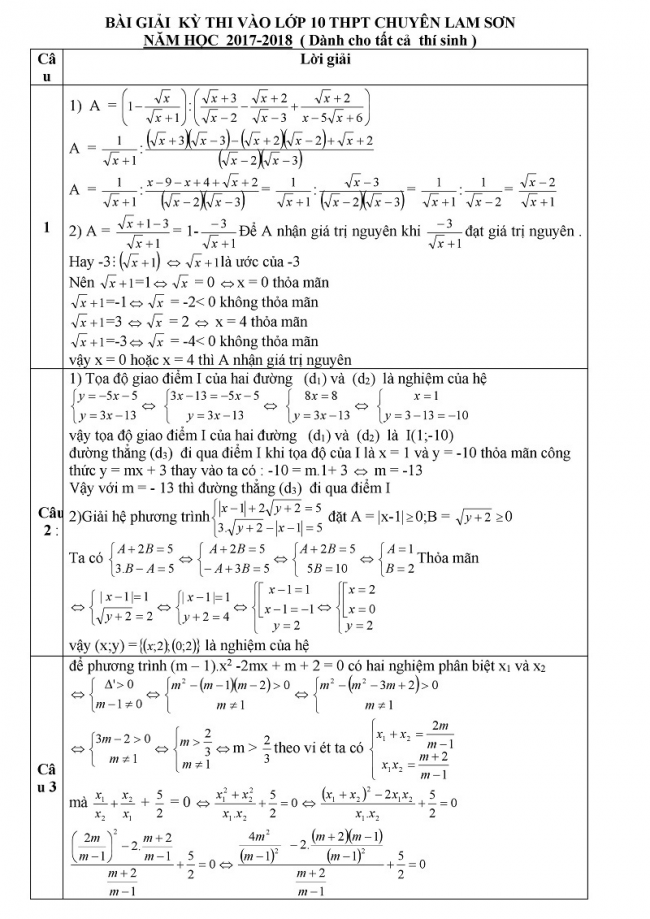 BÀI GIẢI KỲ THI VÀO LỚP 10 THPT CHUYÊN LAM SƠN
NĂM HỌC 2017-2018 ( Dành cho tất cả thí sinh )
Câ
u
Lời giải
1
1) A = (1 - √x/(√x+1)) : ((√x+3)/(√x-2) - (√x+2)/(√x-3) + (√x+2)/(x-5√x+6))
A = 1/(√x+1) : ((√x+3)(√x-3)-(√x+2)(√x-2)+√x+2)/((√x-2)(√x-3))
A = 1/(√x+1) : (x-9-x+4+√x+2)/((√x-2)(√x-3)) = 1/(√x+1) : (√x-3)/((√x-2)(√x-3)) = 1/(√x+1) : 1/(√x-2) = (√x-2)/(√x+1)
2) A = (√x+1-3)/(√x+1) = 1- (-3)/(√x+1) Để A nhận giá trị nguyên khi (-3)/(√x+1) đạt giá trị nguyên .
Hay -3⋮(√x+1) ⇔ √x+1là ước của -3
Nên √x+1=1⇔ √x = 0 ⇔x = 0 thỏa mãn
√x+1=-1⇔ √x = -2< 0 không thỏa mãn
√x+1=3 ⇔ √x = 2 ⇔ x = 4 thỏa mãn
√x+1=-3⇔ √x = -4< 0 không thỏa mãn
vậy x = 0 hoặc x = 4 thì A nhận giá trị nguyên
Câu
2 :
1) Tọa độ giao điểm I của hai đường (d₁) và (d₂) là nghiệm của hệ
{y = -5x - 5; y = 3x - 13 ⇔ {3x - 13 = -5x - 5; y = 3x - 13 ⇔ {8x = 8; y = 3x - 13 ⇔ {x = 1; y = 3 - 13 = -10
vậy tọa độ giao điểm I của hai đường (d₁) và (d₂) là I(1;-10)
đường thẳng (d₃) đi qua điểm I khi tọa độ của I là x = 1 và y = -10 thỏa mãn công
thức y = mx + 3 thay vào ta có : -10 = m.1+ 3 ⇔ m = -13
Vậy với m = - 13 thì đường thẳng (d₃) đi qua điểm I
2)Giải hệ phương trình {|x-1|+2√(y+2) = 5; 3.√(y+2)-|x-1| = 5 đặt A = |x-1| ≥0;B = √(y+2) ≥0
Ta có {A+2B = 5; 3.B-A = 5 ⇔ {A+2B = 5; -A+3B = 5 ⇔ {A+2B = 5; 5B = 10 ⇔ {A = 1; B = 2 Thỏa mãn
⇔ {|x-1|=1; √(y+2) = 2 ⇔ {|x-1|=1; y+2 = 4 ⇔ {[x-1 = 1; x-1 = -1; y = 2 ⇔ {[x = 2; x = 0; y = 2
vậy (x;y) ={(x;2),(0;2)} là nghiệm của hệ
Câ
u 3
để phương trình (m – 1).x² -2mx + m + 2 = 0 có hai nghiệm phân biệt x₁ và x₂
⇔ {Δ'> 0; m-1 ≠ 0 ⇔ {m²-(m-1)(m-2) > 0; m ≠ 1 ⇔ {m²-(m²-3m+2) > 0; m ≠ 1
⇔ {3m-2 > 0; m ≠ 1 ⇔ {m > 2/3; m ≠ 1 ⇔ m > 2/3 theo vi ét ta có {x₁+x₂ = 2m/(m-1); x₁x₂ = (m+2)/(m-1)
mà x₁/x₂ + x₂/x₁ + 5/2 = 0 ⇔ (x₁²+x₂²)/(x₁.x₂) + 5/2 = 0 ⇔ ((x₁+x₂)²-2x₁x₂)/(x₁.x₂) + 5/2 = 0
((2m/(m-1))² - 2.(m+2)/(m-1))/((m+2)/(m-1)) + 5/2 = 0 ⇔ (4m²/(m-1)² - 2.(m+2)(m-1)/(m-1)²)/((m+2)/(m-1)) + 5/2 = 0